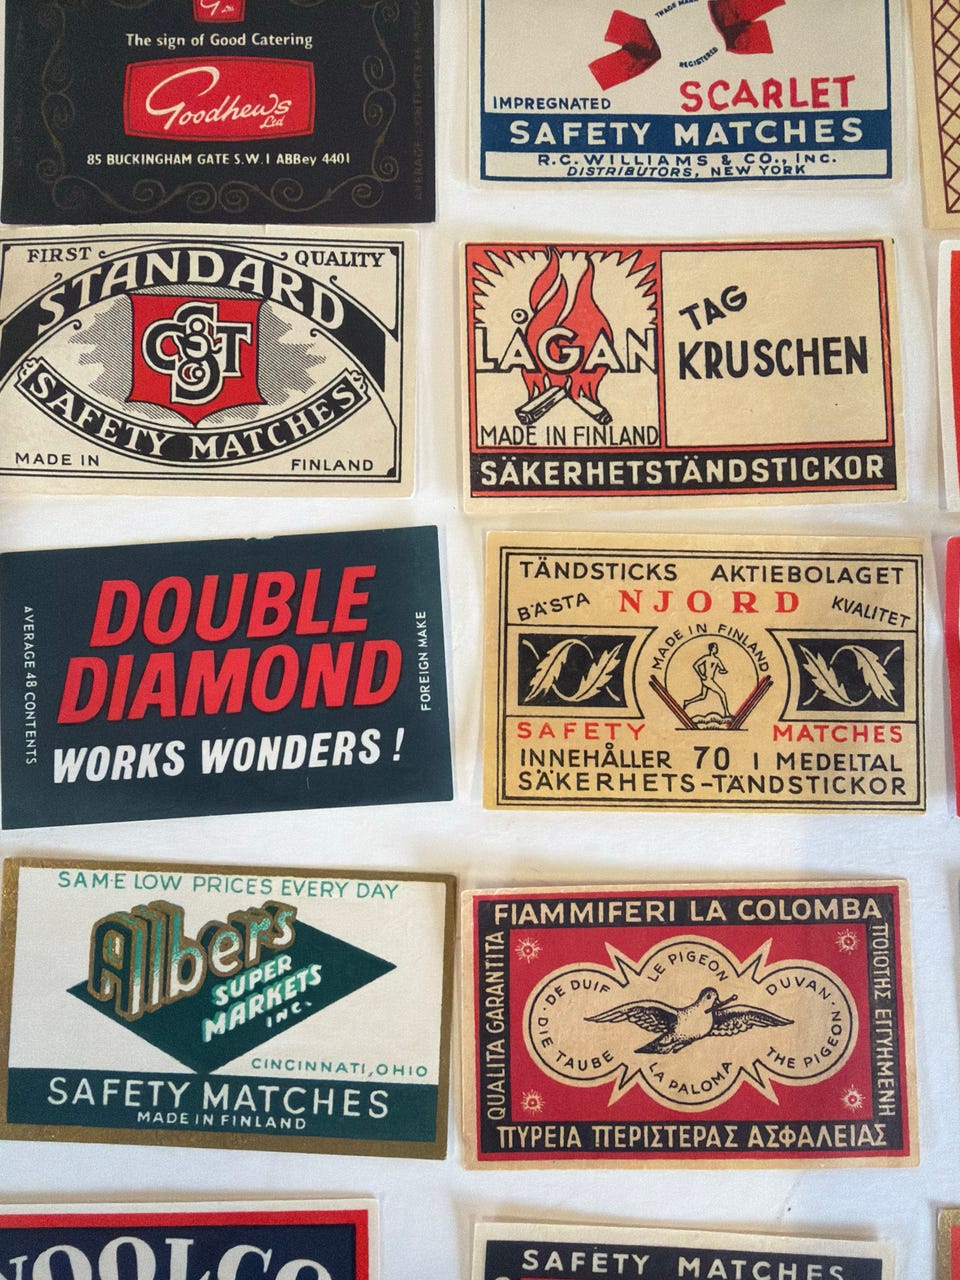 The sign of Good Catering
Goodhews
Ltd
85 BUCKINGHAM GATE S.W.1 ABBey 4401
TRADE MARK
REGISTERED
IMPREGNATED
SCARLET
SAFETY MATCHES
R.C. WILLIAMS & CO., INC.
DISTRIBUTORS, NEW YORK
FIRST QUALITY
STANDARD
SAFETY MATCHES
MADE IN FINLAND
LÅGAN
MADE IN FINLAND
TAG
KRUSCHEN
SÄKERHETSTÄNDSTICKOR
AVERAGE 48 CONTENTS
DOUBLE
DIAMOND
WORKS WONDERS!
FOREIGN MAKE
TÄNDSTICKS AKTIEBOLAGET
BÄSTA NJORD KVALITET
MADE IN FINLAND
SAFETY MATCHES
INNEHÅLLER 70 I MEDELTAL
SÄKERHETS-TÄNDSTICKOR
SAME LOW PRICES EVERY DAY
Albers
SUPER
MARKETS
INC.
CINCINNATI, OHIO
SAFETY MATCHES
MADE IN FINLAND
FIAMMIFERI LA COLOMBA
QUALITA GARANTITA
DE DUIF
DIE TAUBE
LE PIGEON
LA PALOMA
DUVAN
THE PIGEON
ΠΟΙΟΤΗΣ ΕΓΓΥΗΜΕΝΗ
ΠΥΡΕΙΑ ΠΕΡΙΣΤΕΡΑΣ ΑΣΦΑΛΕΙΑΣ
SAFETY MATCHES